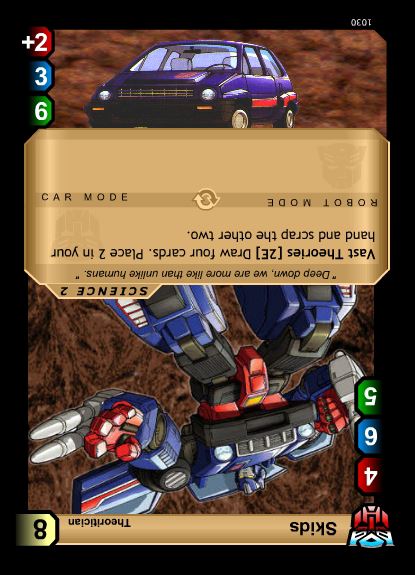 +2
3
6
CAR MODE
3
Skids
Theoritician
8
4
6
5
SCIENCE 2
"Deep down, we are more like than unlike humans."
Vast Theories [2E] Draw four cards. Place 2 in your
hand and scrap the other two.
ROBOT MODE
1030